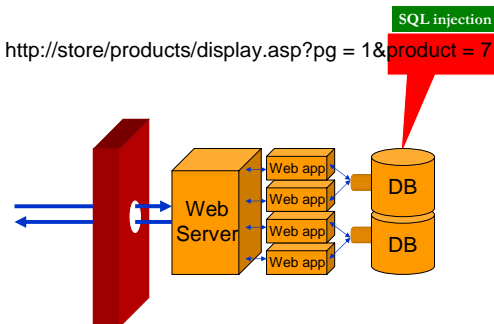 SQL injection
http://store/products/display.asp?pg = 1&product = 7
Web app
Web app
Web app
Web app
Web
Server
DB
DB